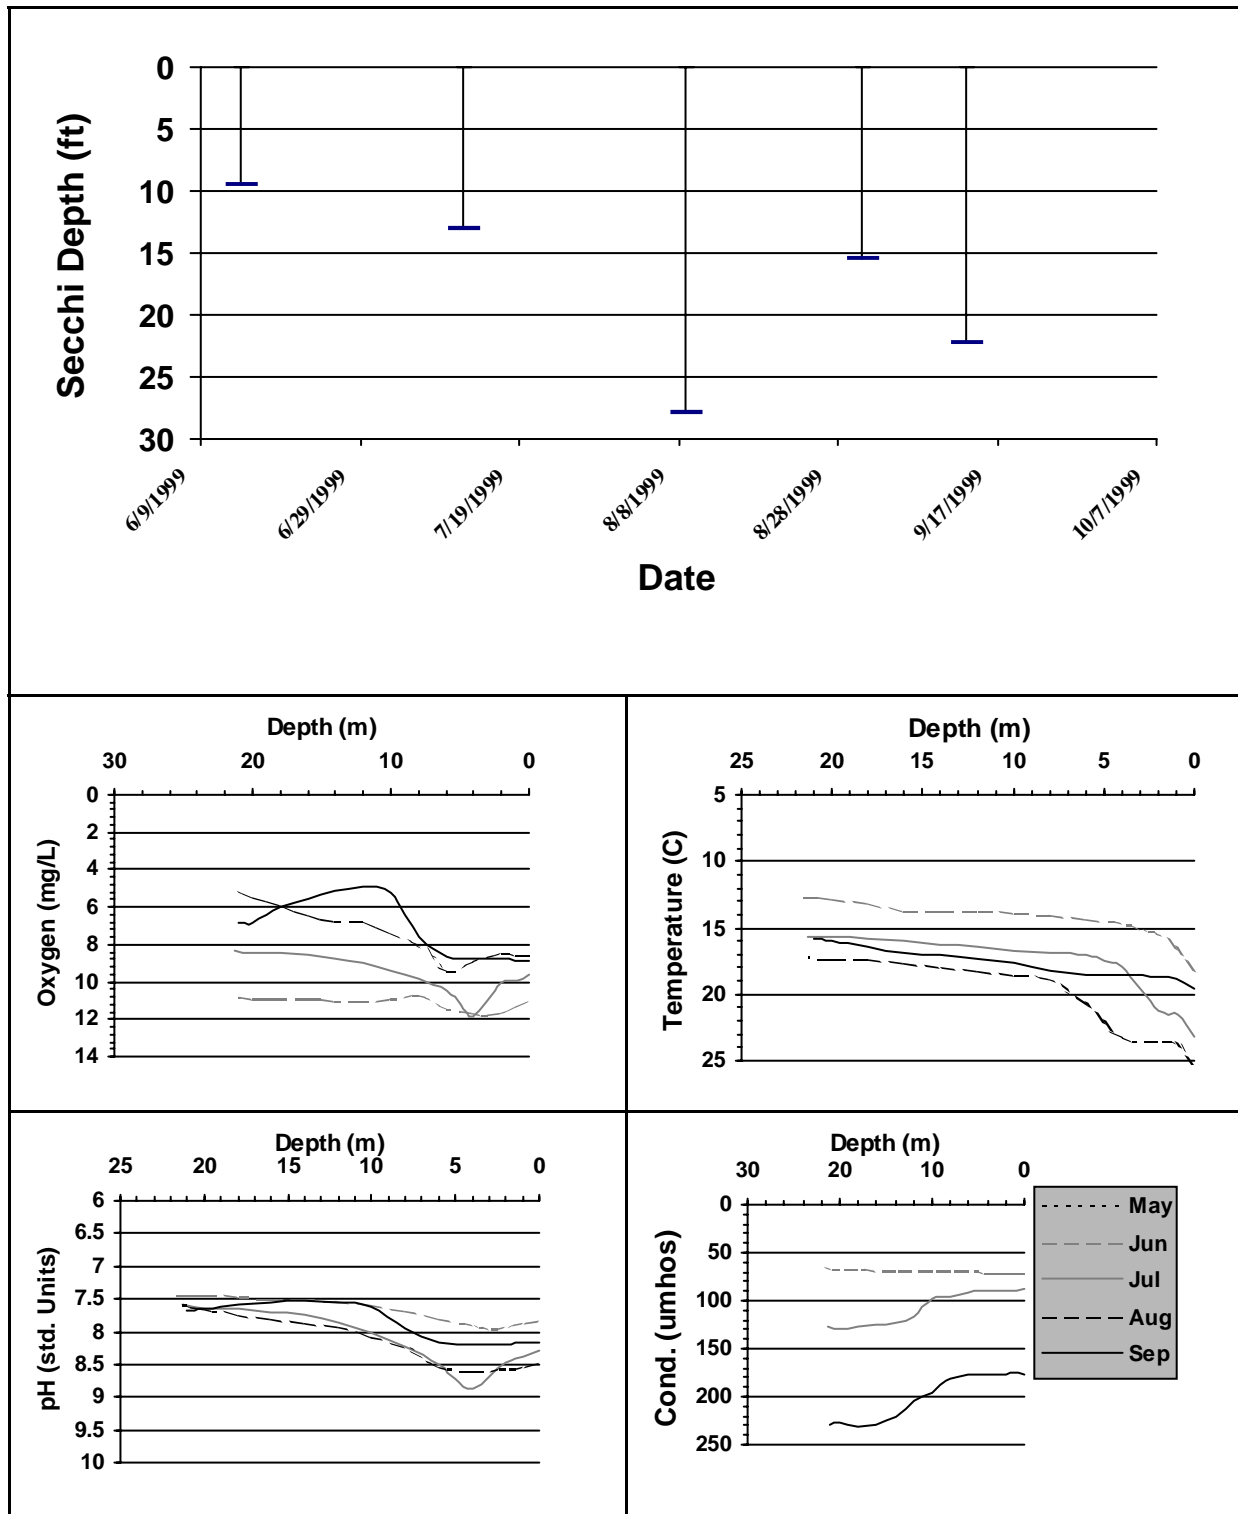 0
5
10
15
20
25
30
Secchi Depth (ft)
6/9/1999 6/29/1999 7/19/1999 8/8/1999 8/28/1999 9/17/1999 10/7/1999
Date
Depth (m)
30 20 10 0
0
2
4
6
8
10
12
14
Oxygen (mg/L)
Depth (m)
25 20 15 10 5 0
5
10
15
20
25
Temperature (C)
Depth (m)
25 20 15 10 5 0
6
6.5
7
7.5
8
8.5
9
9.5
10
pH (std. Units)
Depth (m)
30 20 10 0
0
50
100
150
200
250
Cond. (umhos)
May
Jun
Jul
Aug
Sep